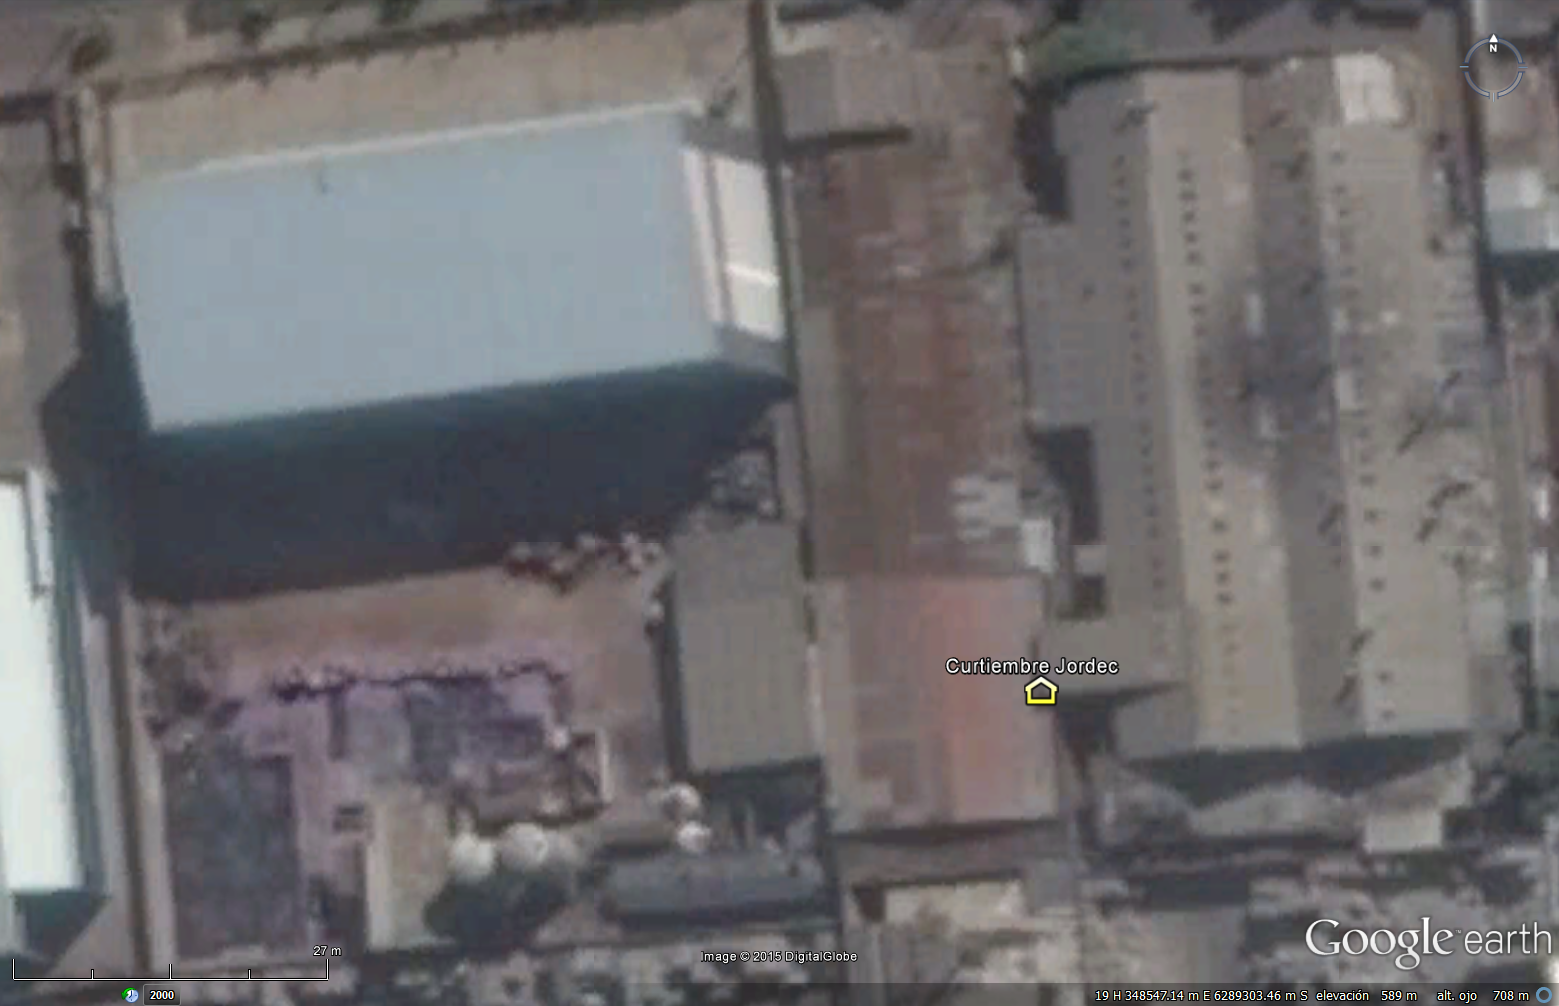 N
Curtiembre Jordec
Google earth
27 m
Image © 2015 DigitalGlobe
2000
19 H 348547.14 m E 6289303.46 m S elevación 589 m alt. ojo 708 m